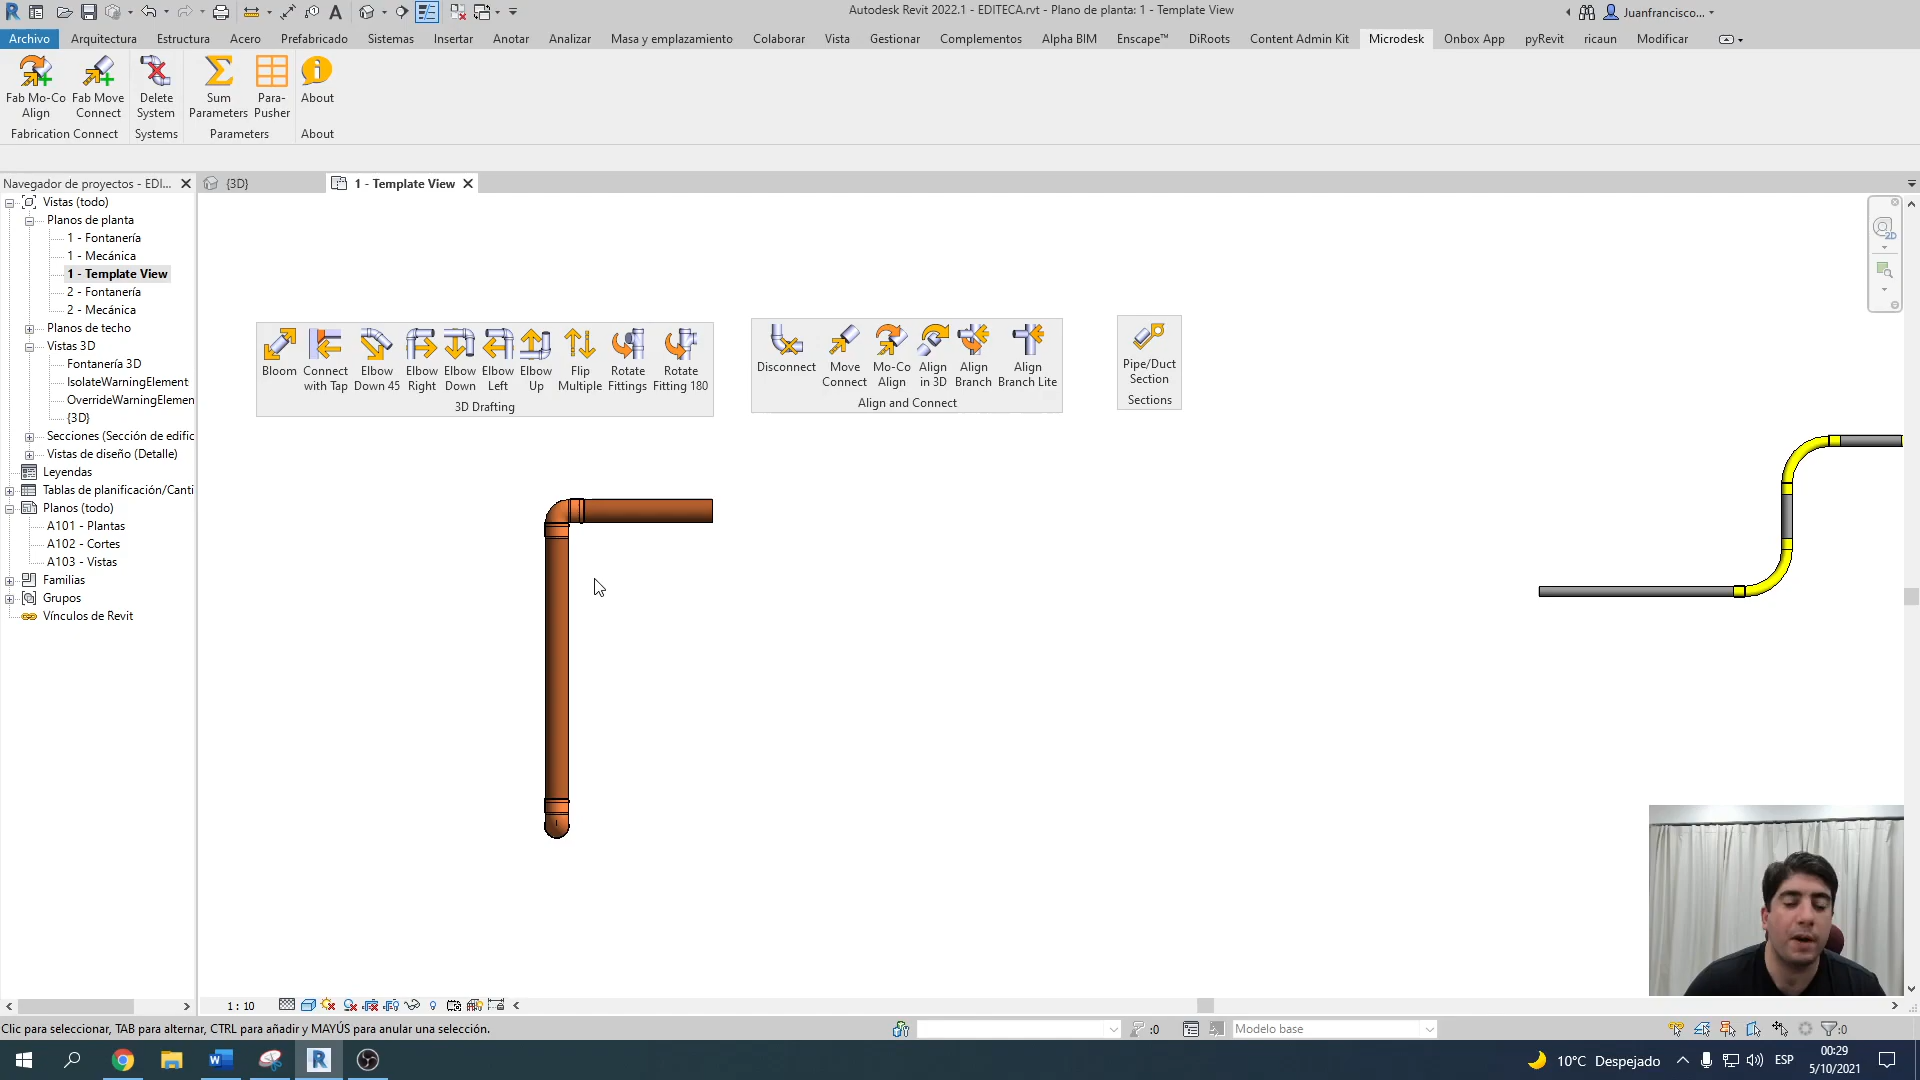 Autodesk Revit 2022.1 - EDITECA.rvt - Plano de planta: 1 - Template View
Juanfrancisco...
Archivo Arquitectura Estructura Acero Prefabricado Sistemas Insertar Anotar Analizar Masa y emplazamiento Colaborar Vista Gestionar Complementos Alpha BIM Enscape™ DiRoots Content Admin Kit Microdesk Onbox App pyRevit ricaun Modificar
Fab Mo-Co Align
Fab Move Connect
Delete System
Sum Parameters
Para-Pusher
About
Fabrication Connect Systems Parameters About
Navegador de proyectos - EDI...
{3D}
1 - Template View
Vistas (todo)
Planos de planta
1 - Fontanería
1 - Mecánica
1 - Template View
2 - Fontanería
2 - Mecánica
Planos de techo
Vistas 3D
Fontanería 3D
IsolateWarningElement
OverrideWarningElemen
{3D}
Secciones (Sección de edific
Vistas de diseño (Detalle)
Leyendas
Tablas de planificación/Canti
Planos (todo)
A101 - Plantas
A102 - Cortes
A103 - Vistas
Familias
Grupos
Vínculos de Revit
Bloom
Connect with Tap
Elbow Down 45
Elbow Right
Elbow Down
Elbow Left
Elbow Up
Flip Multiple
Rotate Fittings
Rotate Fitting 180
3D Drafting
Disconnect
Move Connect
Mo-Co Align
Align in 3D
Align Branch
Align Branch Lite
Align and Connect
Pipe/Duct Section
Sections
2D
1 : 10
Clic para seleccionar, TAB para alternar, CTRL para añadir y MAYÚS para anular una selección.
:0
Modelo base
:0
10°C Despejado
ESP
00:29
5/10/2021